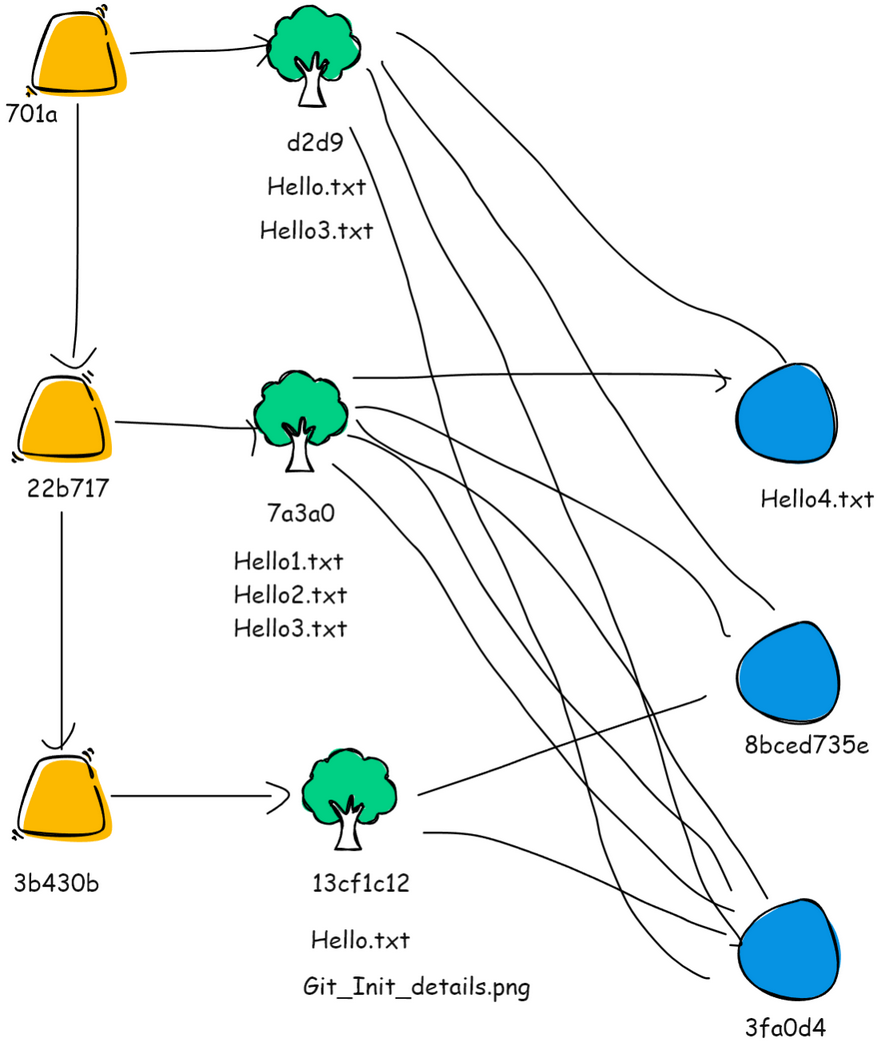 701a
d2d9
Hello.txt
Hello3.txt
22b717
7a3a0
Hello1.txt
Hello2.txt
Hello3.txt
Hello4.txt
8bced735e
3b430b
13cf1c12
Hello.txt
Git_Init_details.png
3fa0d4